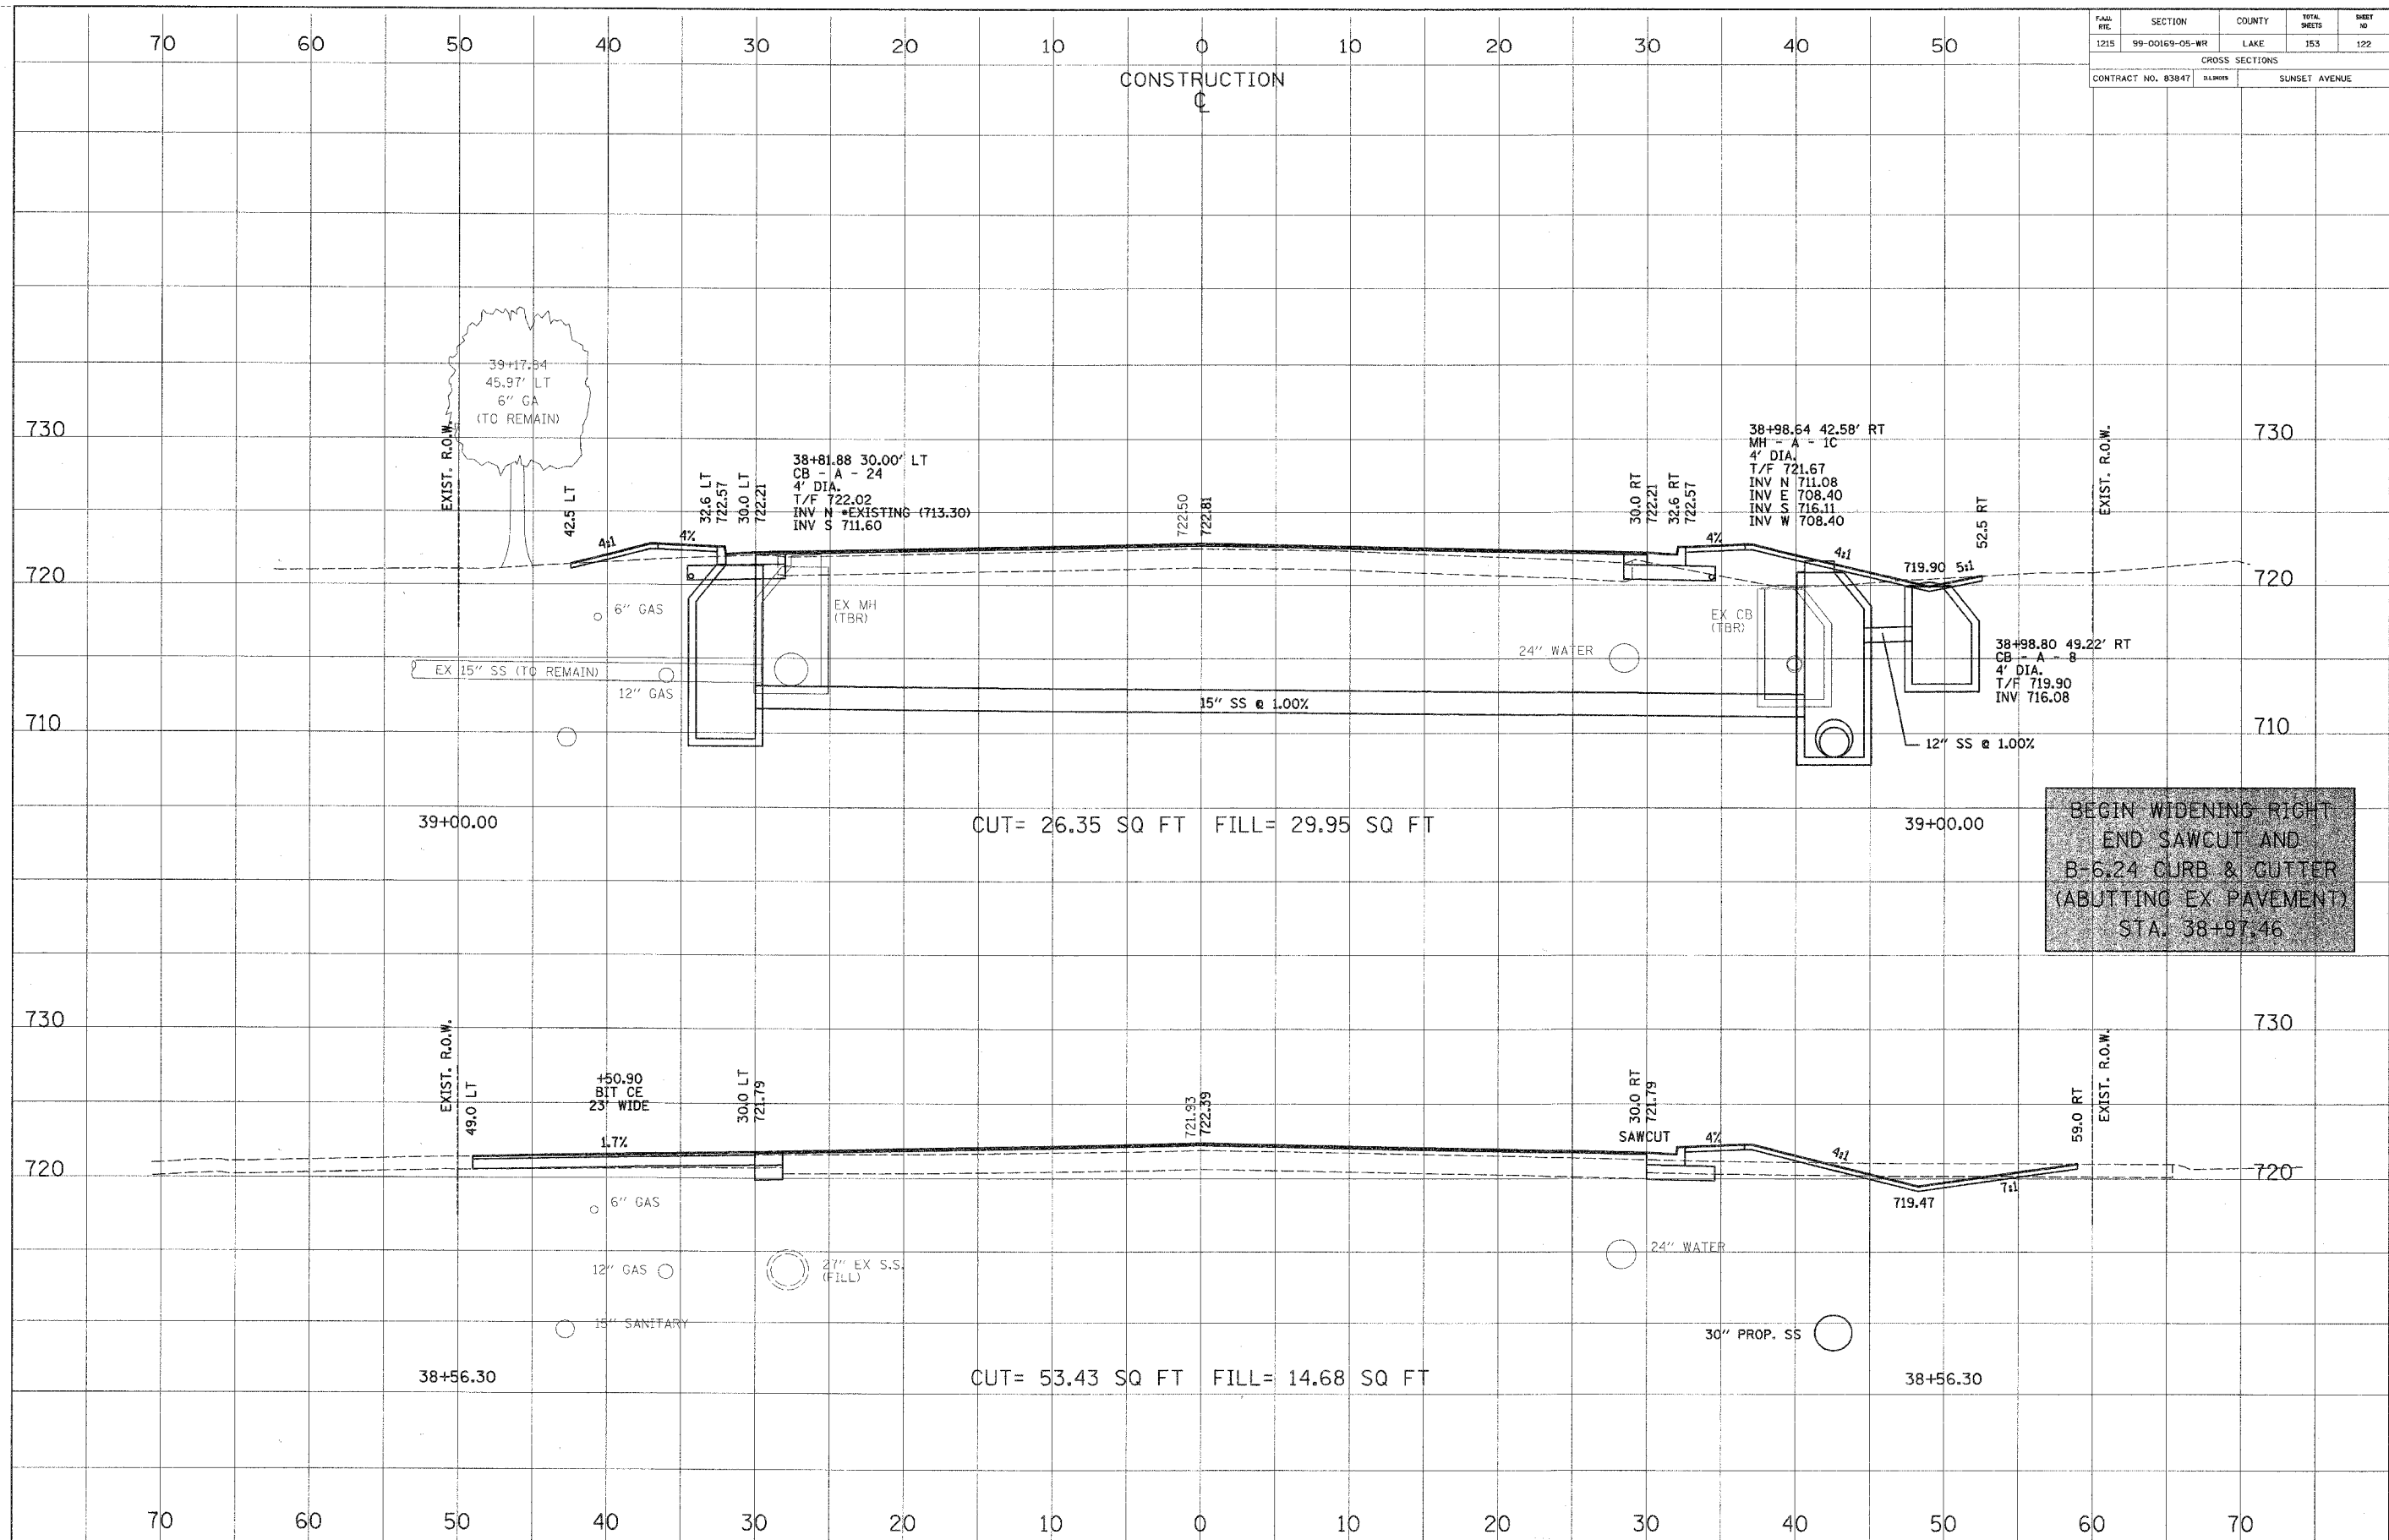 F.A.U. RTE. SECTION COUNTY TOTAL SHEETS SHEET NO
1215 99-00169-05-WR LAKE 153 122
CROSS SECTIONS
CONTRACT NO. 83847 ILLINOIS SUNSET AVENUE
70 60 50 40 30 20 10 0 10 20 30 40 50
CONSTRUCTION
℄
39+17.84
45.97' LT
6" GA
(TO REMAIN)
730
730
EXIST. R.O.W.
42.5 LT
32.6 LT
722.57
30.0 LT
722.21
38+81.88 30.00' LT
CB - A - 24
4' DIA.
T/F 722.02
INV N *EXISTING (713.30)
INV S 711.60
722.50
722.81
30.0 RT
722.21
32.6 RT
722.57
38+98.64 42.58' RT
MH - A - 1C
4' DIA.
T/F 721.67
INV N 711.08
INV E 708.40
INV S 716.11
INV W 708.40
52.5 RT
EXIST. R.O.W.
4:1
4%
4%
4:1
719.90 5:1
720
720
6" GAS
EX MH
(TBR)
EX CB
(TBR)
24" WATER
EX 15" SS (TO REMAIN)
12" GAS
38+98.80 49.22' RT
CB - A - 8
4' DIA.
T/F 719.90
INV 716.08
15" SS @ 1.00%
710
710
12" SS @ 1.00%
39+00.00
CUT= 26.35 SQ FT FILL= 29.95 SQ FT
39+00.00
BEGIN WIDENING RIGHT
END SAWCUT AND
B-6.24 CURB & GUTTER
(ABUTTING EX PAVEMENT)
STA. 38+97.46
730
730
EXIST. R.O.W.
49.0 LT
+50.90
BIT CE
23' WIDE
30.0 LT
721.79
721.93
722.39
30.0 RT
721.79
59.0 RT
EXIST. R.O.W.
1.7%
SAWCUT
4%
4:1
720
720
7:1
719.47
6" GAS
12" GAS
27" EX S.S.
(FILL)
24" WATER
15" SANITARY
30" PROP. SS
38+56.30
CUT= 53.43 SQ FT FILL= 14.68 SQ FT
38+56.30
70 60 50 40 30 20 10 0 10 20 30 40 50 60 70